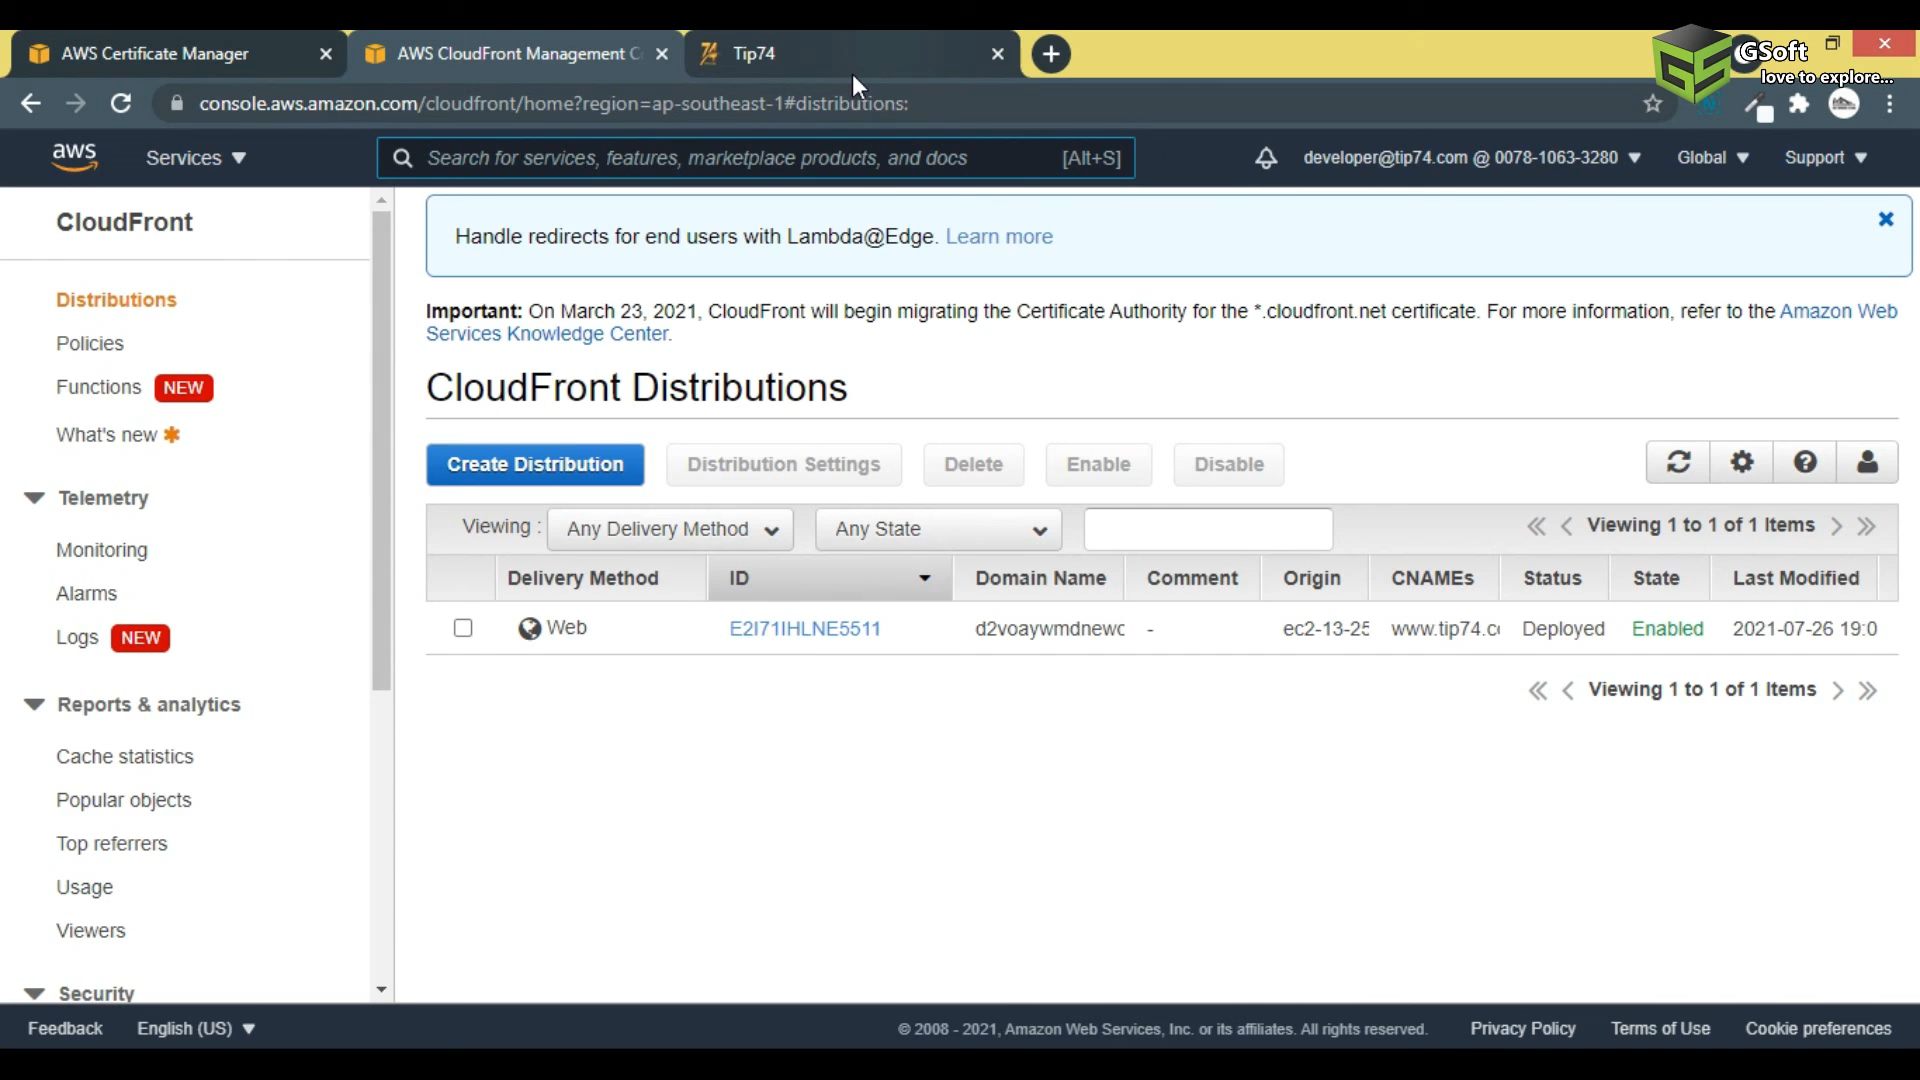 AWS Certificate Manager
AWS CloudFront Management C
Tip74
GSoft
love to explore...
console.aws.amazon.com/cloudfront/home?region=ap-southeast-1#distributions:
aws
Services
Search for services, features, marketplace products, and docs
[Alt+S]
developer@tip74.com @ 0078-1063-3280
Global
Support
CloudFront
Distributions
Policies
Functions NEW
What's new
Telemetry
Monitoring
Alarms
Logs NEW
Reports & analytics
Cache statistics
Popular objects
Top referrers
Usage
Viewers
Security
Handle redirects for end users with Lambda@Edge. Learn more
Important: On March 23, 2021, CloudFront will begin migrating the Certificate Authority for the *.cloudfront.net certificate. For more information, refer to the Amazon Web
Services Knowledge Center.
CloudFront Distributions
Create Distribution
Distribution Settings
Delete
Enable
Disable
Viewing :
Any Delivery Method
Any State
Viewing 1 to 1 of 1 Items
Delivery Method ID Domain Name Comment Origin CNAMEs Status State Last Modified
Web E2I71IHLNE5511 d2voaywmdnewc - ec2-13-25 www.tip74.c Deployed Enabled 2021-07-26 19:0
Viewing 1 to 1 of 1 Items
Feedback
English (US)
© 2008 - 2021, Amazon Web Services, Inc. or its affiliates. All rights reserved.
Privacy Policy
Terms of Use
Cookie preferences